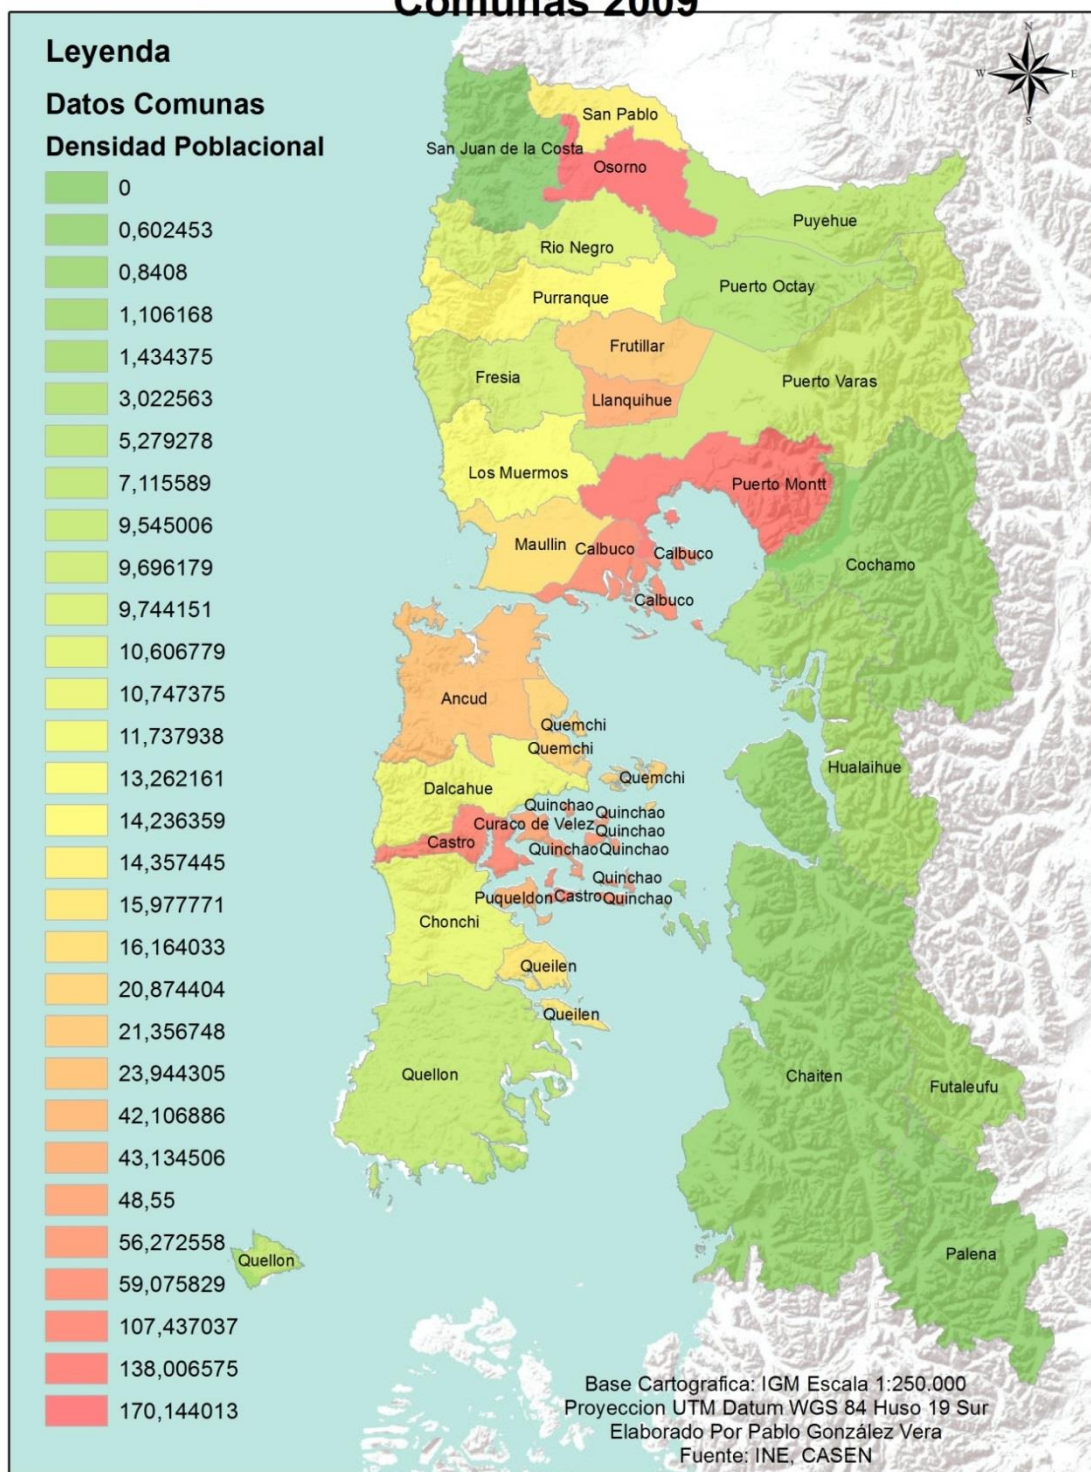 Comunas 2009
Leyenda
Datos Comunas
Densidad Poblacional
0
0,602453
0,8408
1,106168
1,434375
3,022563
5,279278
7,115589
9,545006
9,696179
9,744151
10,606779
10,747375
11,737938
13,262161
14,236359
14,357445
15,977771
16,164033
20,874404
21,356748
23,944305
42,106886
43,134506
48,55
56,272558
59,075829
107,437037
138,006575
170,144013
N
W
E
S
San Pablo
San Juan de la Costa
Osorno
Puyehue
Rio Negro
Puerto Octay
Purranque
Frutillar
Fresia
Puerto Varas
Llanquihue
Los Muermos
Puerto Montt
Maullin
Calbuco
Calbuco
Cochamo
Calbuco
Ancud
Quemchi
Quemchi
Hualaihue
Quemchi
Dalcahue
Quinchao
Quinchao
Curaco de Velez
Quinchao
Castro
Quinchao
Quinchao
Quinchao
Puqueldon
Castro
Quinchao
Chonchi
Queilen
Queilen
Quellon
Chaiten
Futaleufu
Palena
Quellon
Base Cartografica: IGM Escala 1:250.000
Proyeccion UTM Datum WGS 84 Huso 19 Sur
Elaborado Por Pablo González Vera
Fuente: INE, CASEN